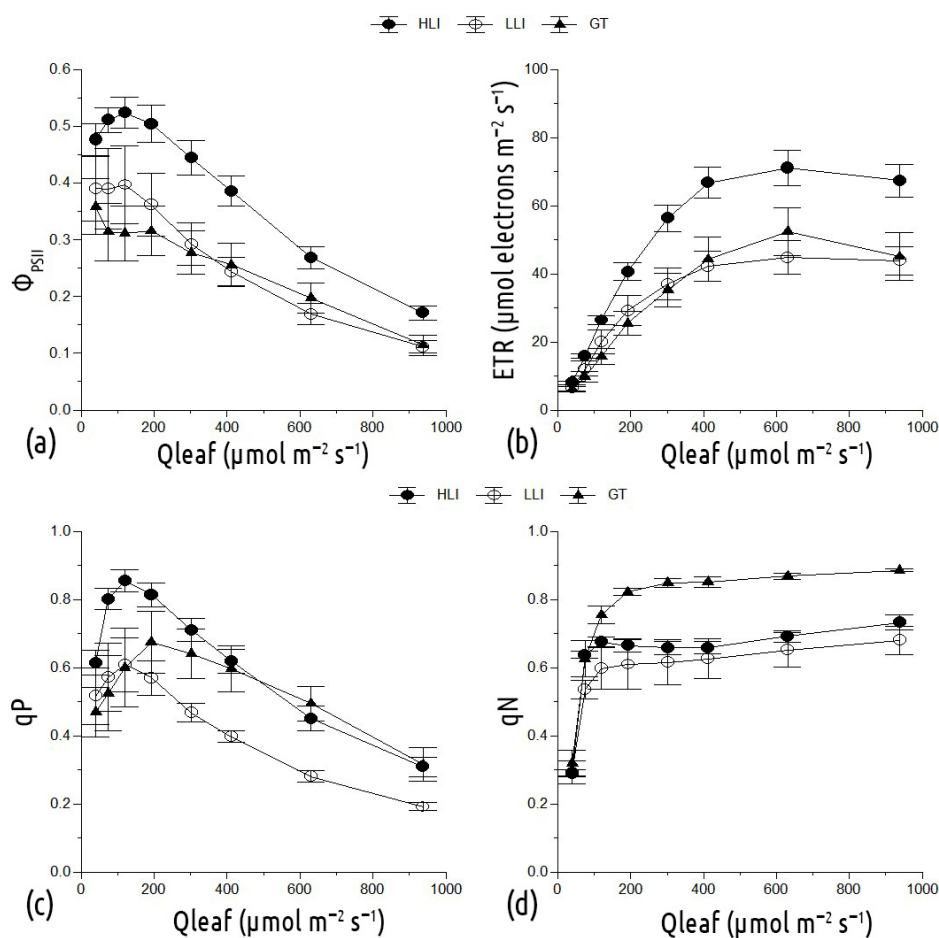 HLI LLI GT
0.6
0.5
0.4
0.3
0.2
0.1
0.0
Φ_PSII
0 200 400 600 800 1000
(a) Qleaf (µmol m⁻² s⁻¹)
100
80
60
40
20
0
ETR (µmol electrons m⁻² s⁻¹)
0 200 400 600 800 1000
(b) Qleaf (µmol m⁻² s⁻¹)
HLI LLI GT
1.0
0.8
0.6
0.4
0.2
0.0
qP
0 200 400 600 800 1000
(c) Qleaf (µmol m⁻² s⁻¹)
1.0
0.8
0.6
0.4
0.2
0.0
qN
0 200 400 600 800 1000
(d) Qleaf (µmol m⁻² s⁻¹)